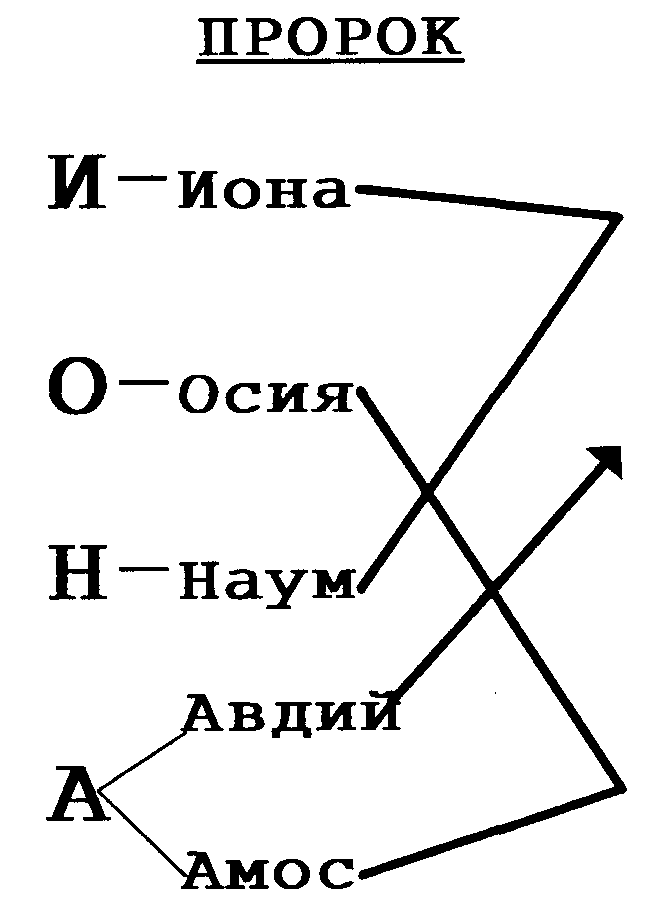 ПРОРОК
И — Иона
О — Осия
Н — Наум
Авдий
А
Амос